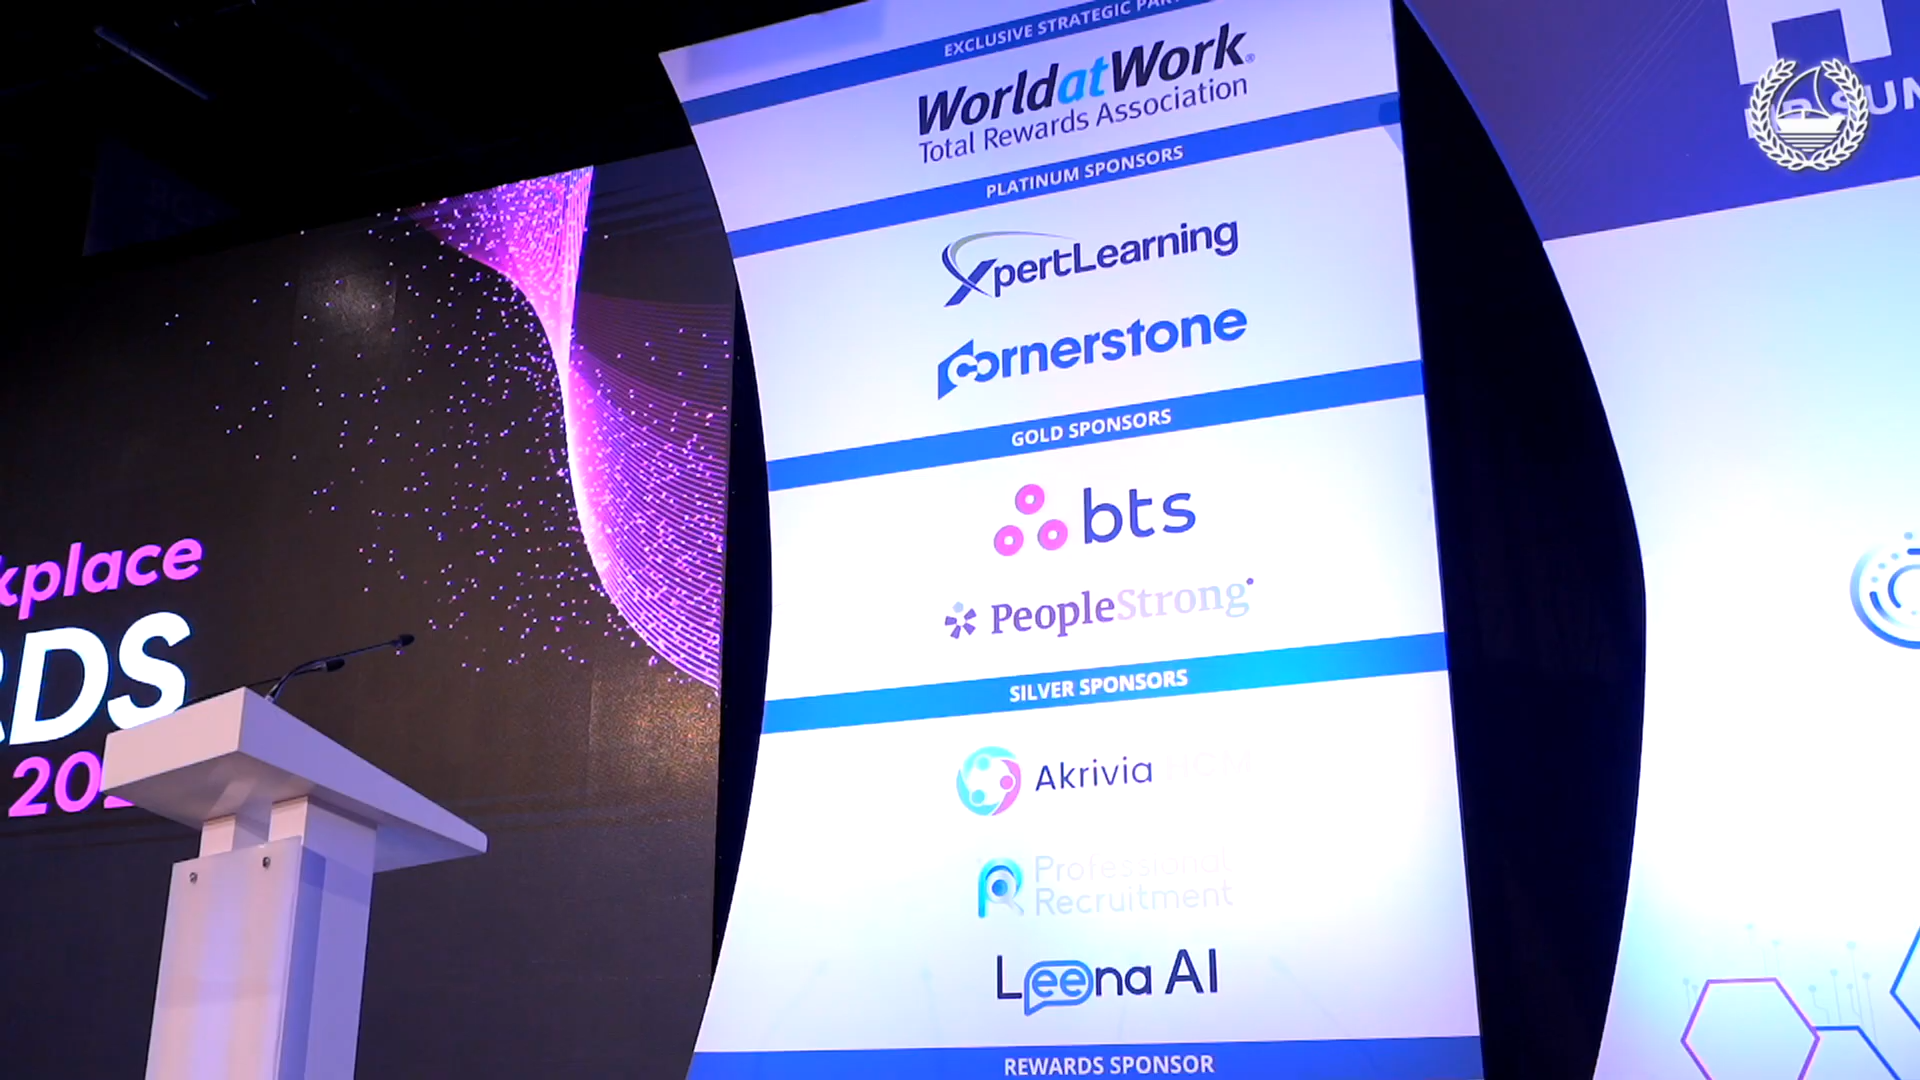 EXCLUSIVE STRATEGIC
WorldatWork®
Total Rewards Association
PLATINUM SPONSORS
XpertLearning
Cornerstone
GOLD SPONSORS
bts
PeopleStrong
SILVER SPONSORS
Akrivia HCM
Professional
Recruitment
Leena AI
REWARDS SPONSOR
kplace
RDS
20
SUM